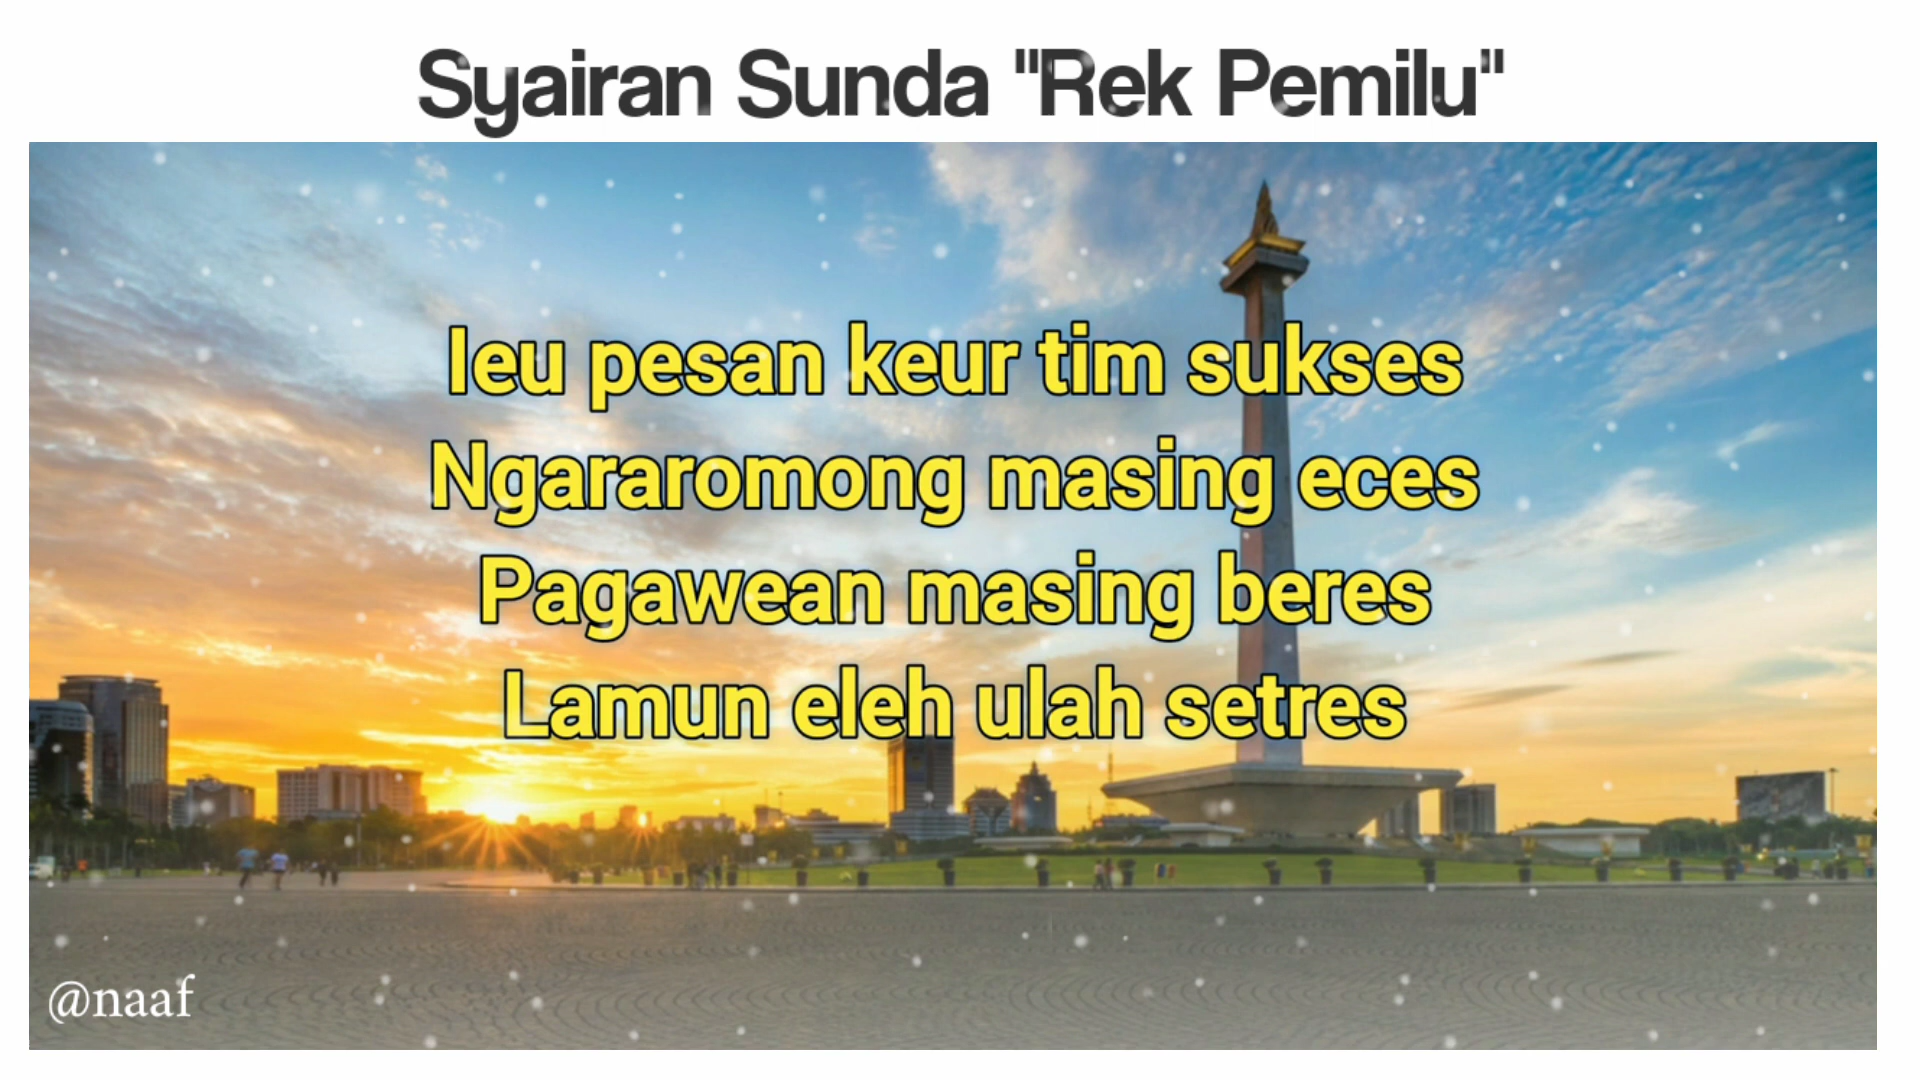 Syairan Sunda "Rek Pemilu"
Ieu pesan keur tim sukses
Ngararomong masing eces
Pagawean masing beres
Lamun eleh ulah setres
@naaf